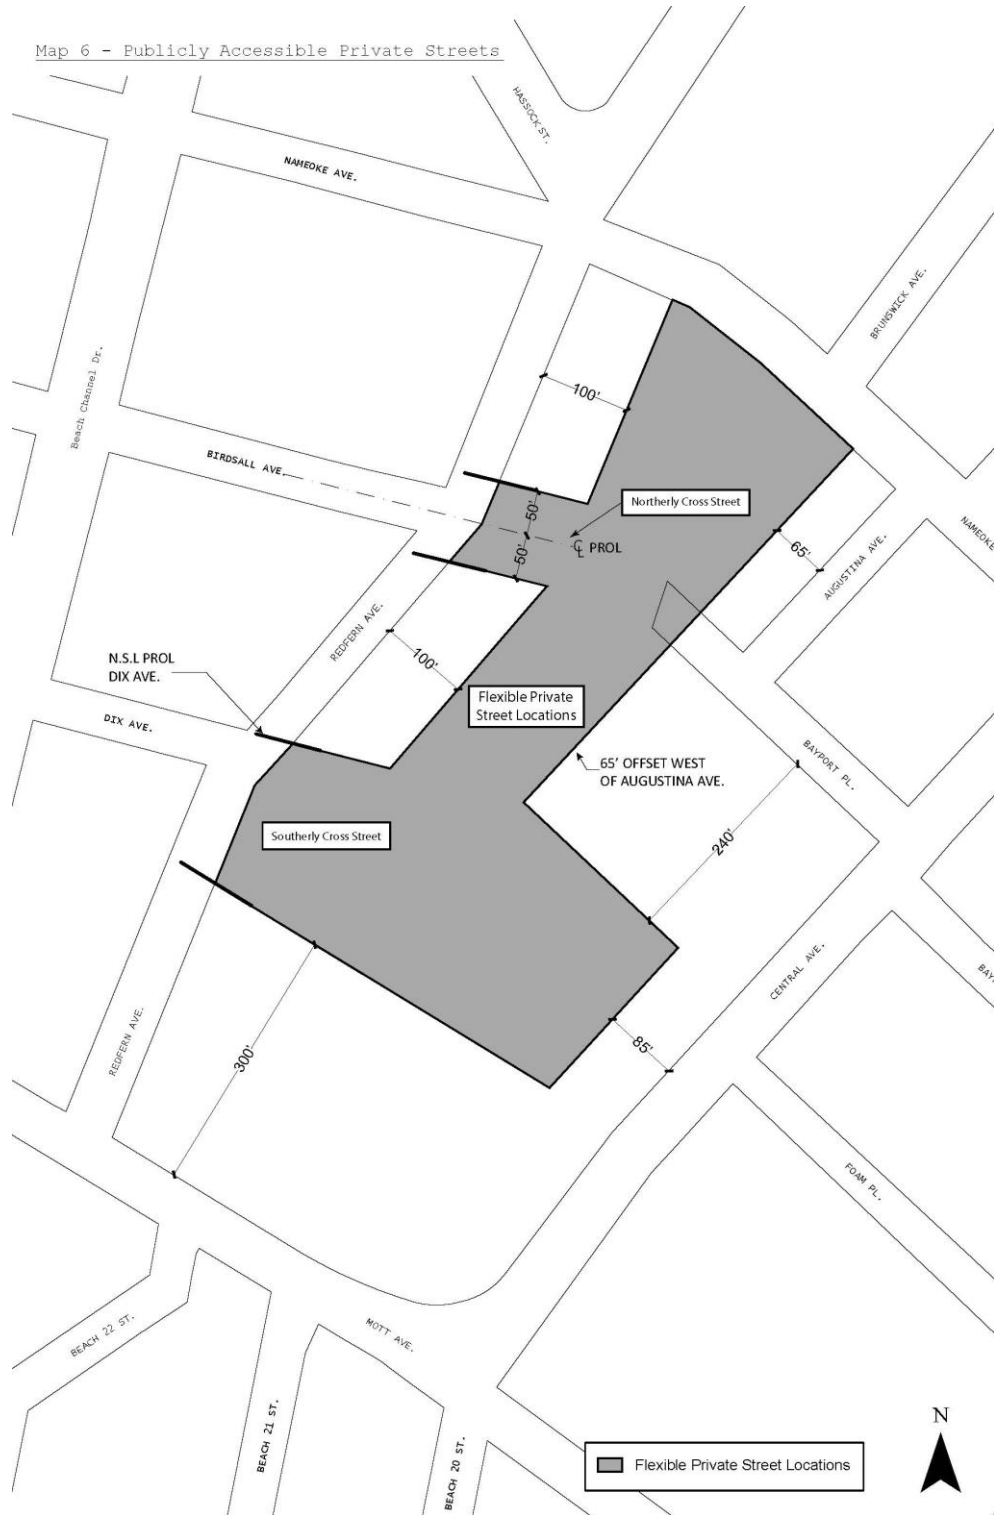 Map 6 - Publicly Accessible Private Streets
HASSOCK ST.
NAMEOKE AVE.
BRUNSWICK AVE.
Beach Channel Dr.
100'
BIRDSALL AVE.
Northerly Cross Street
50'
50'
℄ PROL
65'
NAMEOKE
AUGUSTINA AVE.
REDFERN AVE.
100'
N.S.L PROL
DIX AVE.
Flexible Private
Street Locations
DIX AVE.
65' OFFSET WEST
OF AUGUSTINA AVE.
BAYPORT PL.
Southerly Cross Street
240'
CENTRAL AVE.
BAY
REDFERN AVE.
300'
85'
FOAM PL.
BEACH 22 ST.
MOTT AVE.
BEACH 21 ST.
BEACH 20 ST.
N
Flexible Private Street Locations